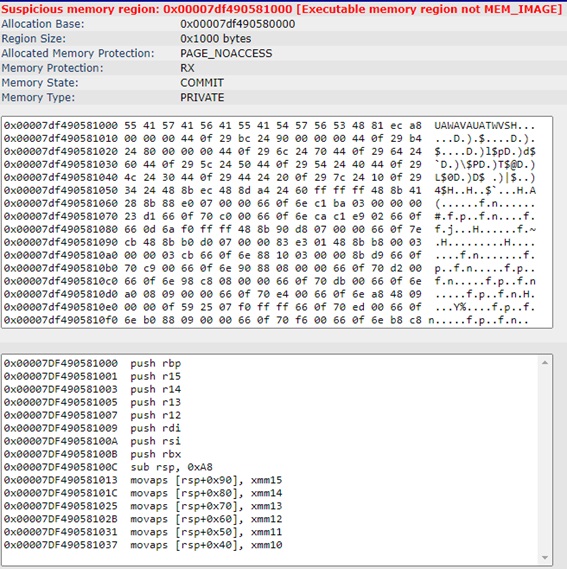 Suspicious memory region: 0x00007df490581000 [Executable memory region not MEM_IMAGE]
Allocation Base: 0x00007df490580000
Region Size: 0x1000 bytes
Allocated Memory Protection: PAGE_NOACCESS
Memory Protection: RX
Memory State: COMMIT
Memory Type: PRIVATE
0x00007df490581000 55 41 57 41 56 41 55 41 54 57 56 53 48 81 ec a8 UAWAVAUATWVSH...
0x00007df490581010 00 00 00 44 0f 29 bc 24 90 00 00 00 44 0f 29 b4 ...D.).$....D.).
0x00007df490581020 24 80 00 00 00 44 0f 29 6c 24 70 44 0f 29 64 24 $....D.)l$pD.)d$
0x00007df490581030 60 44 0f 29 5c 24 50 44 0f 29 54 24 40 44 0f 29 `D.)\$PD.)T$@D.)
0x00007df490581040 4c 24 30 44 0f 29 44 24 20 0f 29 7c 24 10 0f 29 L$0D.)D$ .)|$..)
0x00007df490581050 34 24 48 8b ec 48 8d a4 24 60 ff ff ff 48 8b 41 4$H..H..$`...H.A
0x00007df490581060 28 8b 88 e0 07 00 00 66 0f 6e c1 ba 03 00 00 00 (......f.n......
0x00007df490581070 23 d1 66 0f 70 c0 00 66 0f 6e ca c1 e9 02 66 0f #.f.p..f.n....f.
0x00007df490581080 66 0d 6a f0 ff ff 48 8b 90 d8 07 00 00 66 0f 7e f.j...H......f.~
0x00007df490581090 cb 48 8b b0 d0 07 00 00 83 e3 01 48 8b b8 00 03 .H.........H....
0x00007df4905810a0 00 00 03 cb 66 0f 6e 88 10 03 00 00 8b d9 66 0f ....f.n.......f.
0x00007df4905810b0 70 c9 00 66 0f 6e 90 88 08 00 00 66 0f 70 d2 00 p..f.n.....f.p..
0x00007df4905810c0 66 0f 6e 98 c8 08 00 00 66 0f 70 db 00 66 0f 6e f.n.....f.p..f.n
0x00007df4905810d0 a0 08 09 00 00 66 0f 70 e4 00 66 0f 6e a8 48 09 .....f.p..f.n.H.
0x00007df4905810e0 00 00 0f 59 25 07 f0 ff ff 66 0f 70 ed 00 66 0f ...Y%....f.p..f.
0x00007df4905810f0 6e b0 88 09 00 00 66 0f 70 f6 00 66 0f 6e b8 c8 n.....f.p..f.n..
0x00007DF490581000 push rbp
0x00007DF490581001 push r15
0x00007DF490581003 push r14
0x00007DF490581005 push r13
0x00007DF490581007 push r12
0x00007DF490581009 push rdi
0x00007DF49058100A push rsi
0x00007DF49058100B push rbx
0x00007DF49058100C sub rsp, 0xA8
0x00007DF490581013 movaps [rsp+0x90], xmm15
0x00007DF49058101C movaps [rsp+0x80], xmm14
0x00007DF490581025 movaps [rsp+0x70], xmm13
0x00007DF49058102B movaps [rsp+0x60], xmm12
0x00007DF490581031 movaps [rsp+0x50], xmm11
0x00007DF490581037 movaps [rsp+0x40], xmm10